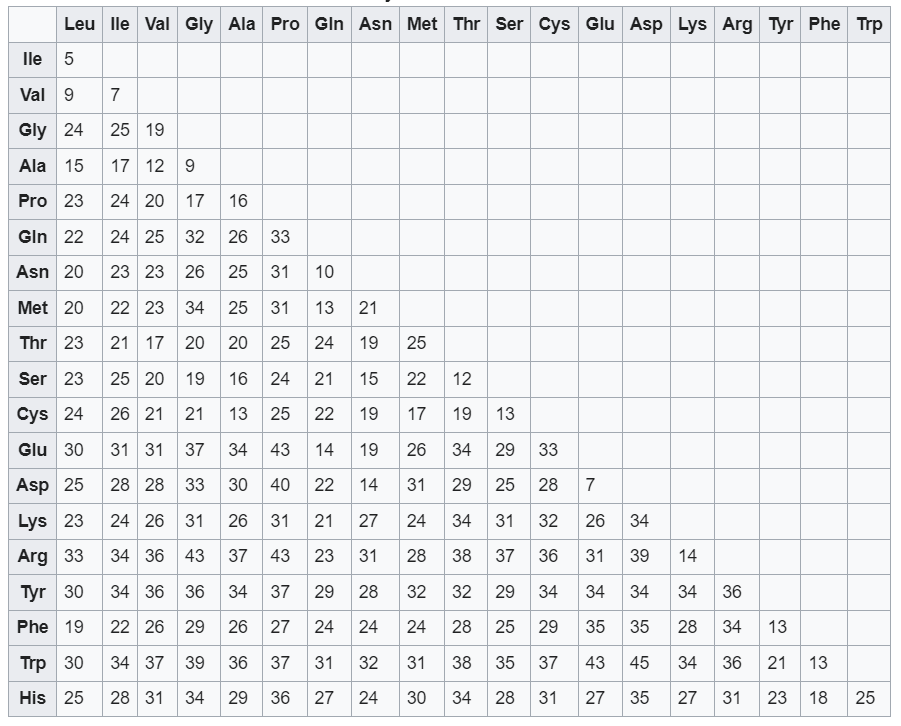 Leu Ile Val Gly Ala Pro Gln Asn Met Thr Ser Cys Glu Asp Lys Arg Tyr Phe Trp
Ile 5
Val 9 7
Gly 24 25 19
Ala 15 17 12 9
Pro 23 24 20 17 16
Gln 22 24 25 32 26 33
Asn 20 23 23 26 25 31 10
Met 20 22 23 34 25 31 13 21
Thr 23 21 17 20 20 25 24 19 25
Ser 23 25 20 19 16 24 21 15 22 12
Cys 24 26 21 21 13 25 22 19 17 19 13
Glu 30 31 31 37 34 43 14 19 26 34 29 33
Asp 25 28 28 33 30 40 22 14 31 29 25 28 7
Lys 23 24 26 31 26 31 21 27 24 34 31 32 26 34
Arg 33 34 36 43 37 43 23 31 28 38 37 36 31 39 14
Tyr 30 34 36 36 34 37 29 28 32 32 29 34 34 34 34 36
Phe 19 22 26 29 26 27 24 24 24 28 25 29 35 35 28 34 13
Trp 30 34 37 39 36 37 31 32 31 38 35 37 43 45 34 36 21 13
His 25 28 31 34 29 36 27 24 30 34 28 31 27 35 27 31 23 18 25